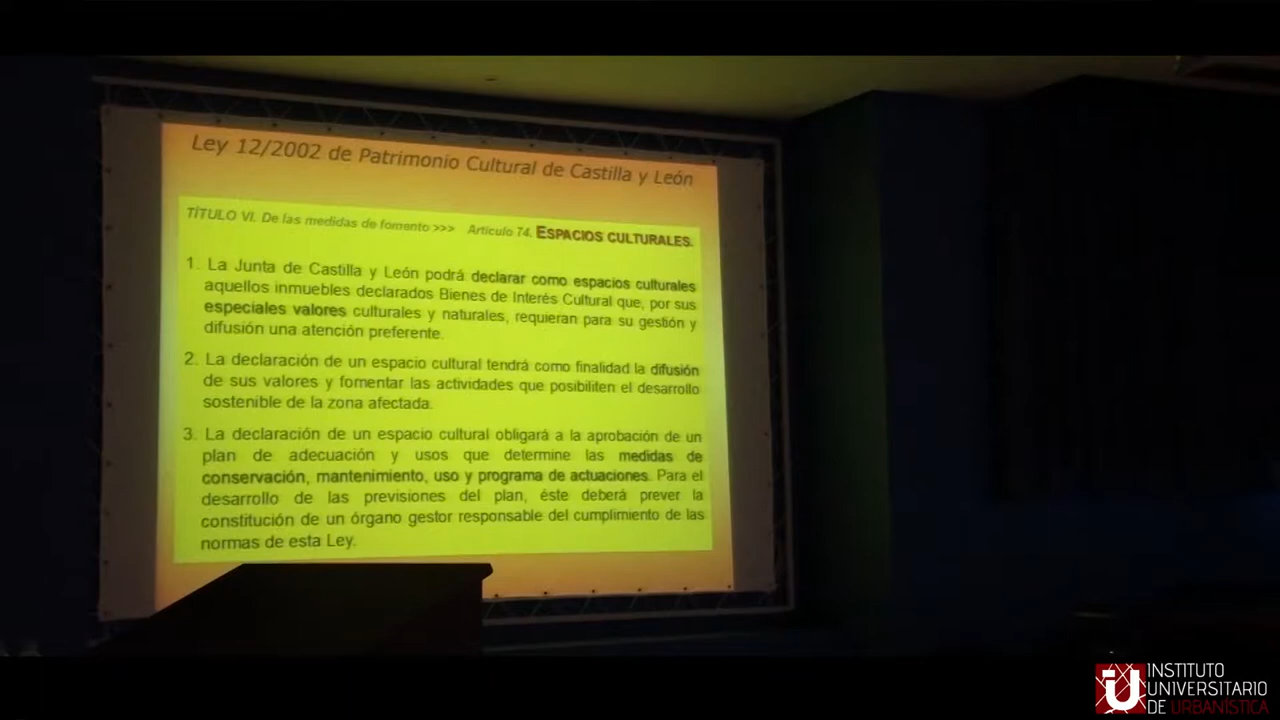 Ley 12/2002 de Patrimonio Cultural de Castilla y León
TÍTULO VI. De las medidas de fomento >>> Artículo 74. ESPACIOS CULTURALES.
1. La Junta de Castilla y León podrá declarar como espacios culturales
aquellos inmuebles declarados Bienes de Interés Cultural que, por sus
especiales valores culturales y naturales, requieran para su gestión y
difusión una atención preferente.
2. La declaración de un espacio cultural tendrá como finalidad la difusión
de sus valores y fomentar las actividades que posibiliten el desarrollo
sostenible de la zona afectada.
3. La declaración de un espacio cultural obligará a la aprobación de un
plan de adecuación y usos que determine las medidas de
conservación, mantenimiento, uso y programa de actuaciones. Para el
desarrollo de las previsiones del plan, éste deberá prever la
constitución de un órgano gestor responsable del cumplimiento de las
normas de esta Ley.
IU
INSTITUTO
UNIVERSITARIO
DE URBANÍSTICA